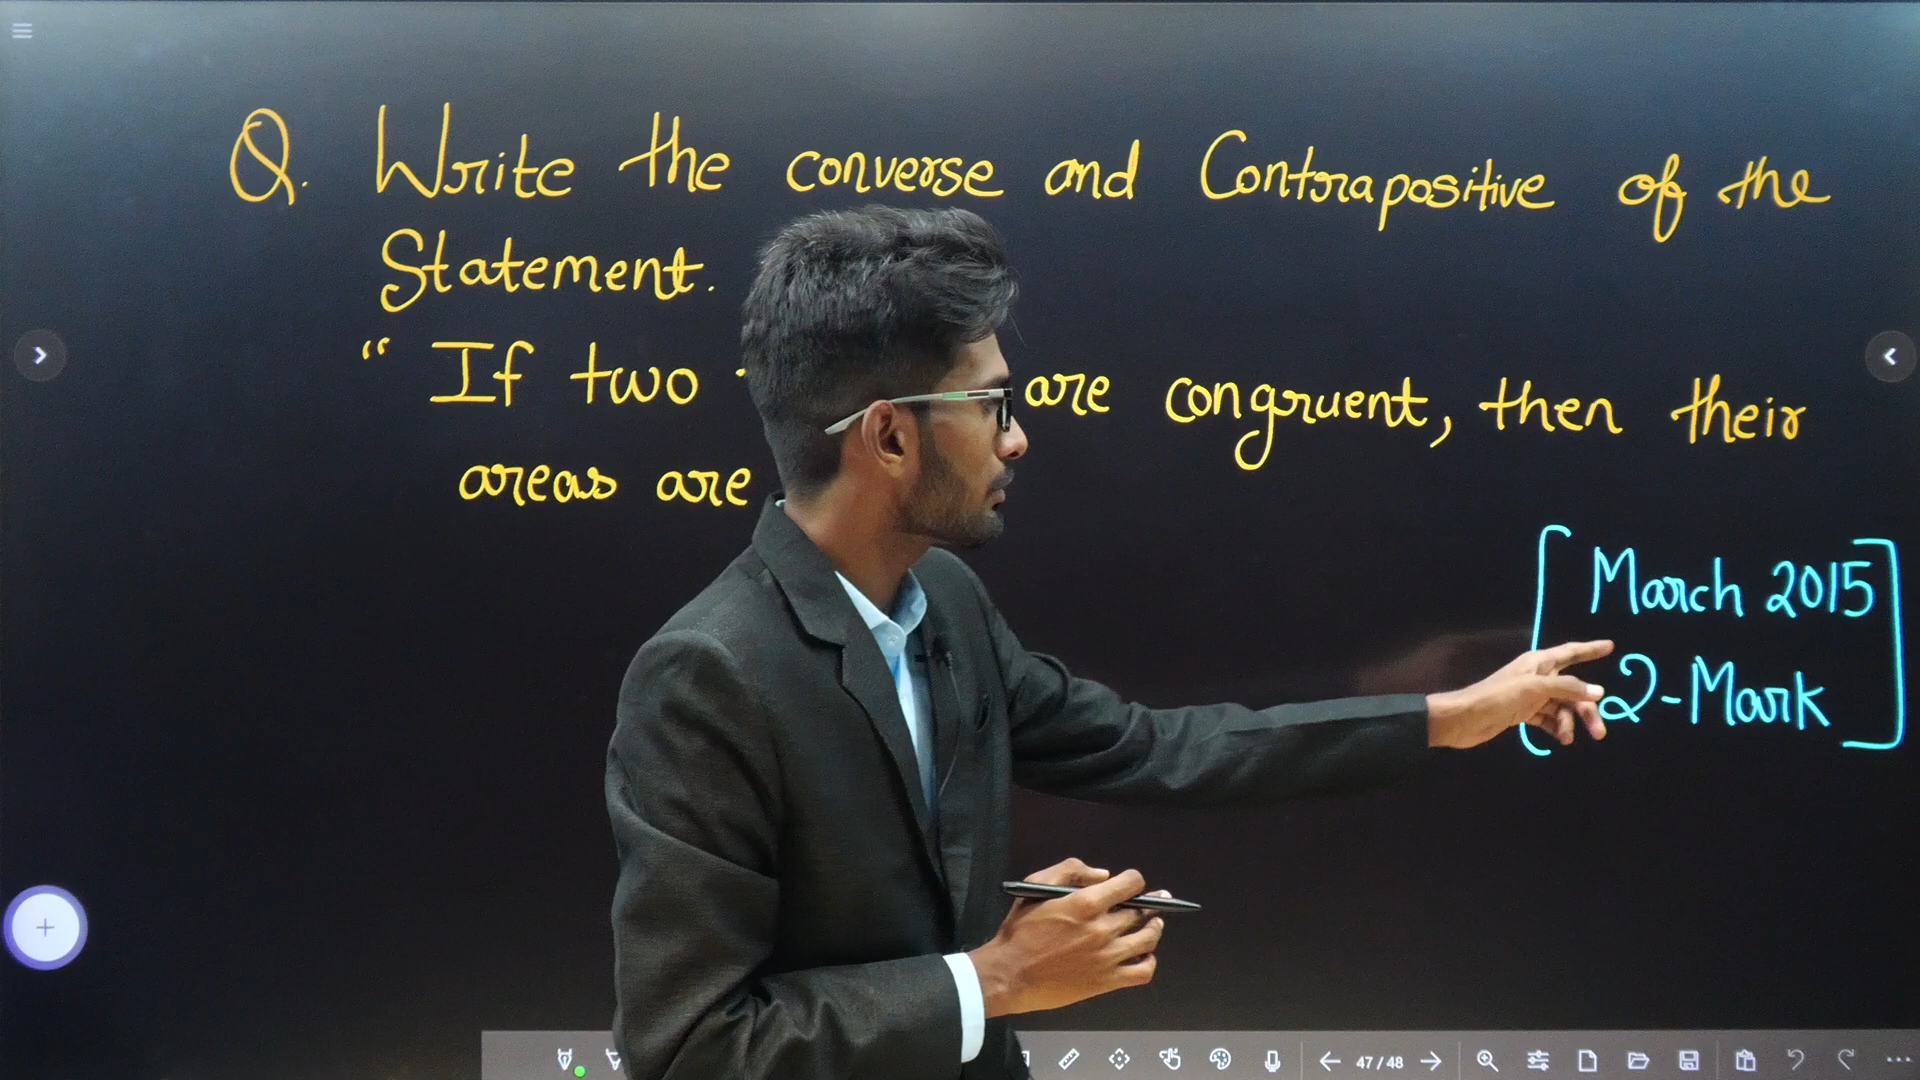 Q. Write the converse and Contrapositive of the
Statement.
“ If two are congruent, then their
areas are
March 2015
2-Mark
47 / 48